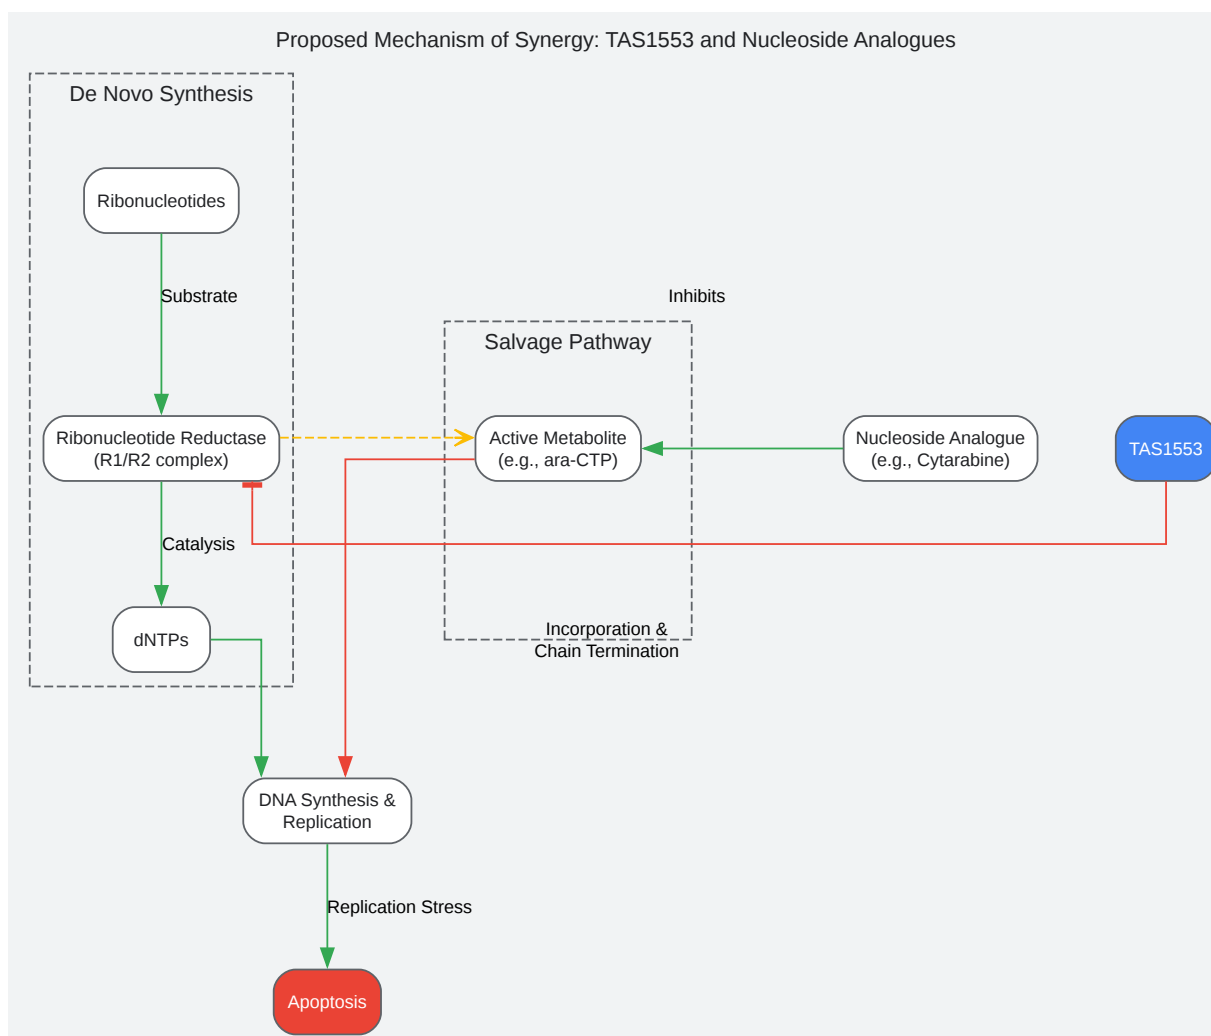 Proposed Mechanism of Synergy: TAS1553 and Nucleoside Analogues
De Novo Synthesis
Ribonucleotides
Substrate
Inhibits
Salvage Pathway
Ribonucleotide Reductase
(R1/R2 complex)
Active Metabolite
(e.g., ara-CTP)
Nucleoside Analogue
(e.g., Cytarabine)
TAS1553
Catalysis
dNTPs
Incorporation &
Chain Termination
DNA Synthesis &
Replication
Replication Stress
Apoptosis